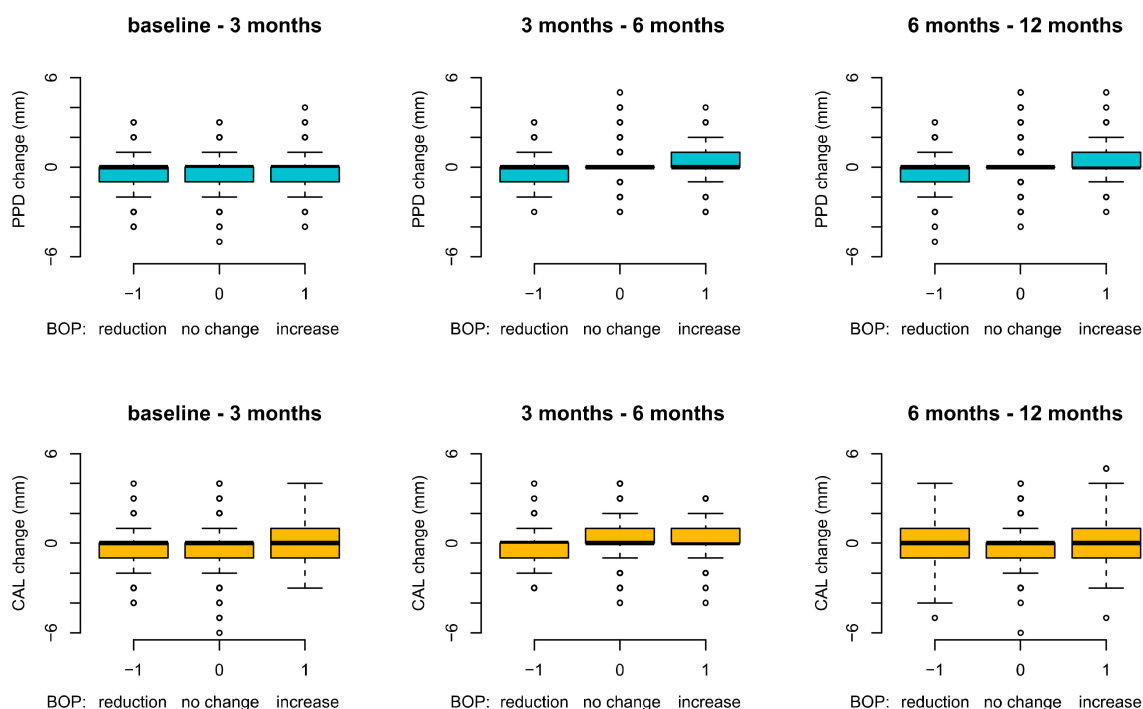 baseline - 3 months
3 months - 6 months
6 months - 12 months
PPD change (mm)
6
0
−6
−1 0 1
BOP: reduction no change increase
PPD change (mm)
6
0
−6
−1 0 1
BOP: reduction no change increase
PPD change (mm)
6
0
−6
−1 0 1
BOP: reduction no change increase
baseline - 3 months
3 months - 6 months
6 months - 12 months
CAL change (mm)
6
0
−6
−1 0 1
BOP: reduction no change increase
CAL change (mm)
6
0
−6
−1 0 1
BOP: reduction no change increase
CAL change (mm)
6
0
−6
−1 0 1
BOP: reduction no change increase